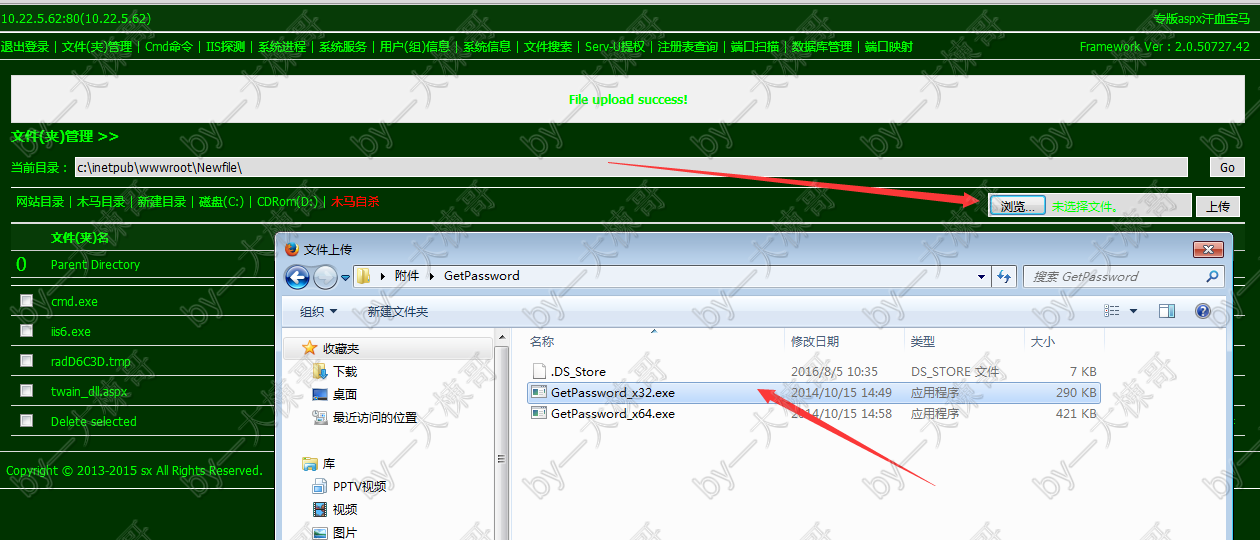 10.22.5.62:80(10.22.5.62) 专版aspx汗血宝马
退出登录 | 文件(夹)管理 | Cmd命令 | IIS探测 | 系统进程 | 系统服务 | 用户(组)信息 | 系统信息 | 文件搜索 | Serv-U提权 | 注册表查询 | 端口扫描 | 数据库管理 | 端口映射 Framework Ver : 2.0.50727.42
File upload success!
文件(夹)管理 >>
当前目录 : c:\inetpub\wwwroot\Newfile\ Go
网站目录 | 木马目录 | 新建目录 | 磁盘(C:) | CDRom(D:) | 木马自杀 浏览... 未选择文件。 上传
文件(夹)名
0 Parent Directory
cmd.exe
iis6.exe
radD6C3D.tmp
twain_dll.aspx
Delete selected
Copyright © 2013-2015 sx All Rights Reserved.
文件上传
附件 GetPassword 搜索 GetPassword
组织 新建文件夹
收藏夹
下载
桌面
最近访问的位置
库
PPTV视频
视频
图片
名称 修改日期 类型 大小
.DS_Store 2016/8/5 10:35 DS_STORE 文件 7 KB
GetPassword_x32.exe 2014/10/15 14:49 应用程序 290 KB
GetPassword_x64.exe 2014/10/15 14:58 应用程序 421 KB
by—大粽哥